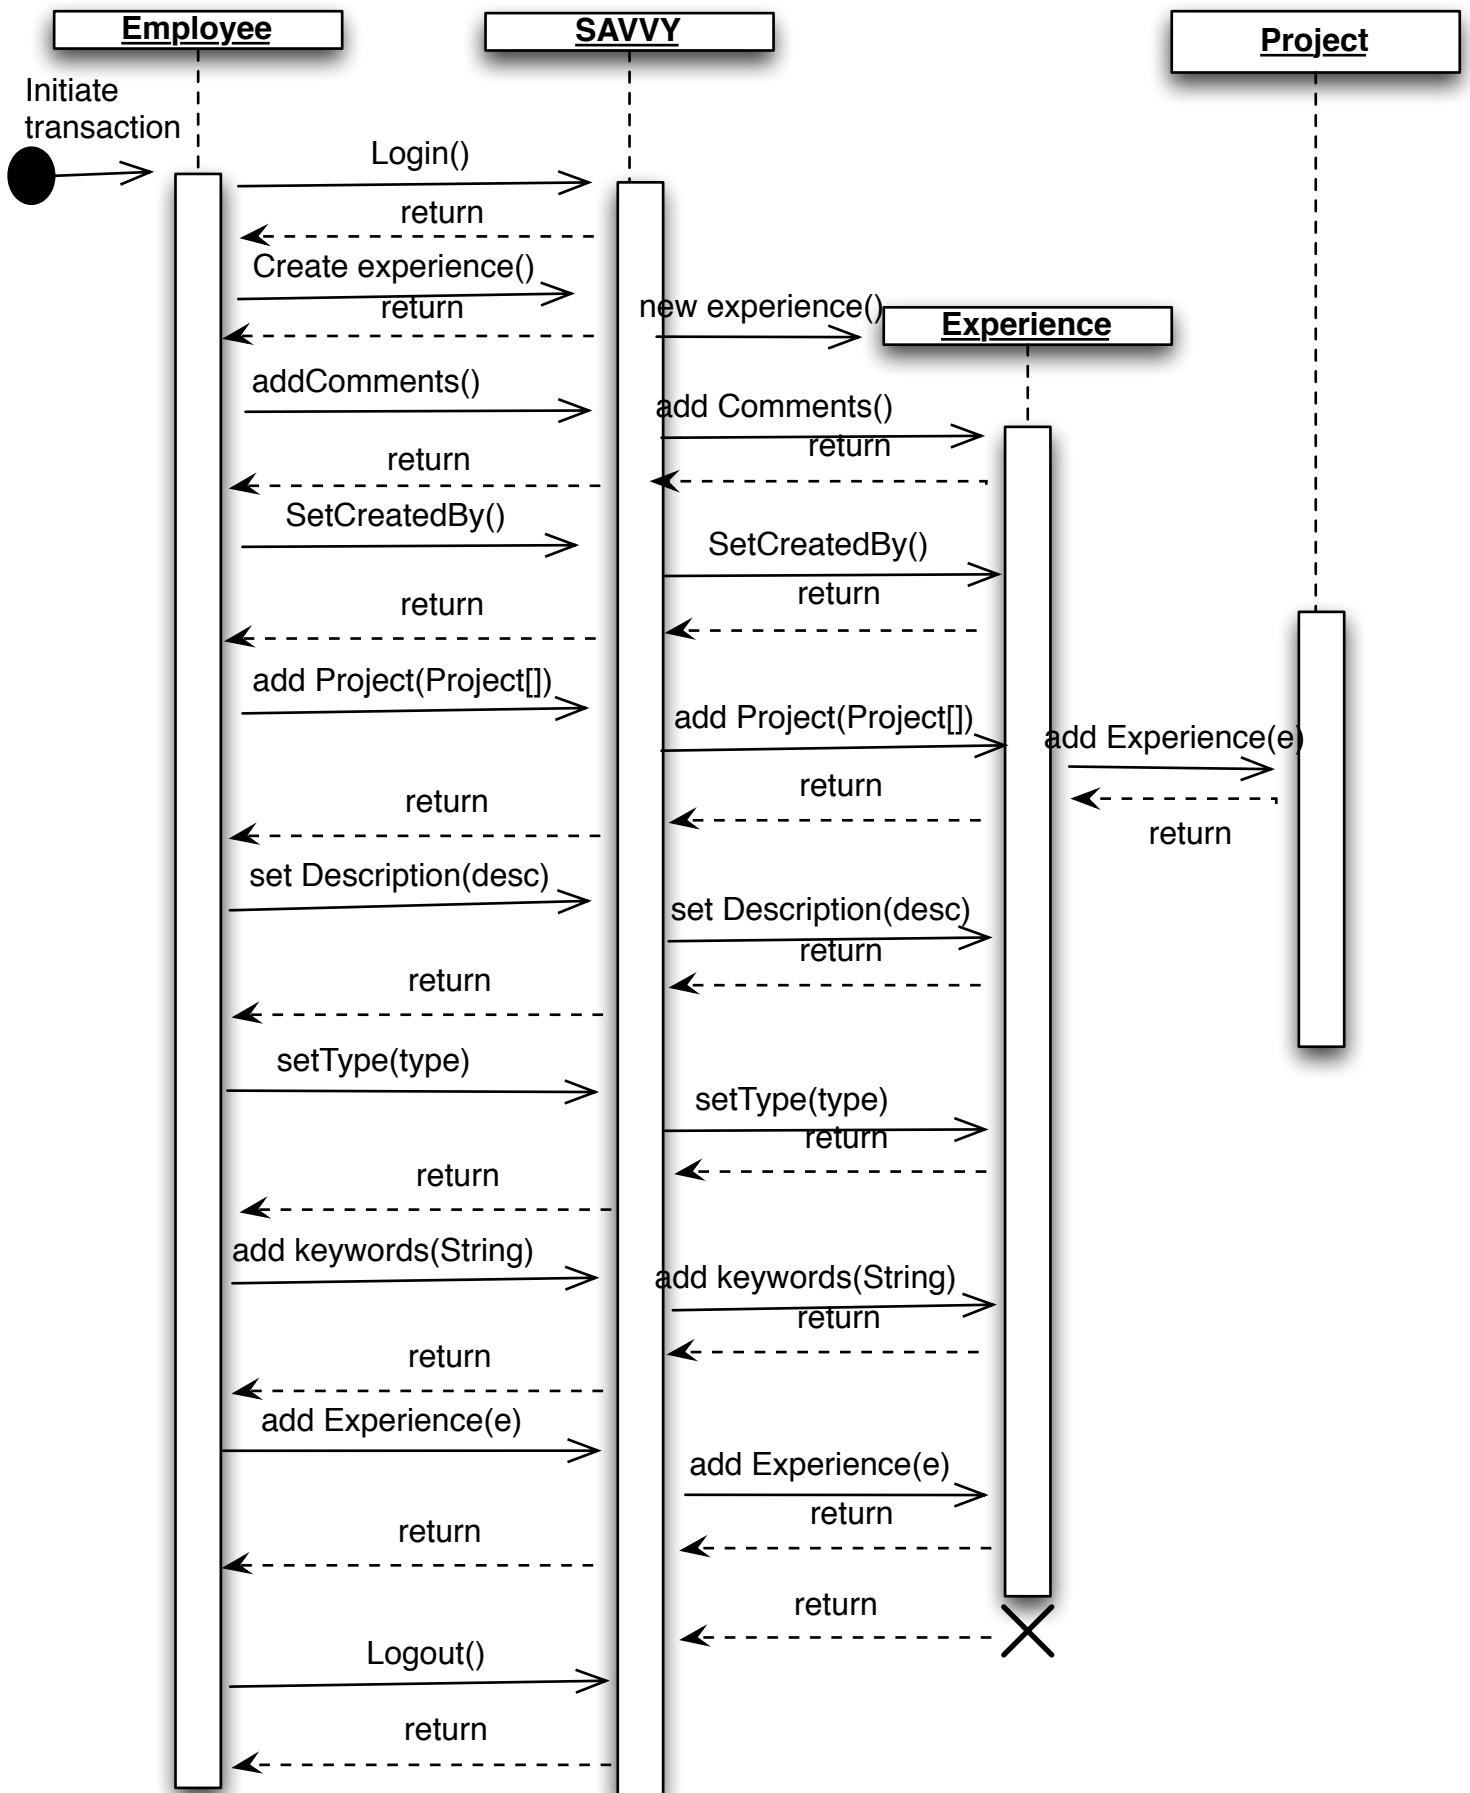 Employee
SAVVY
Project
Initiate
transaction
Login()
return
Create experience()
return
new experience()
Experience
addComments()
add Comments()
return
return
SetCreatedBy()
SetCreatedBy()
return
return
add Project(Project[])
add Project(Project[])
add Experience(e)
return
return
return
set Description(desc)
set Description(desc)
return
return
setType(type)
setType(type)
return
return
add keywords(String)
add keywords(String)
return
return
add Experience(e)
add Experience(e)
return
return
return
Logout()
return